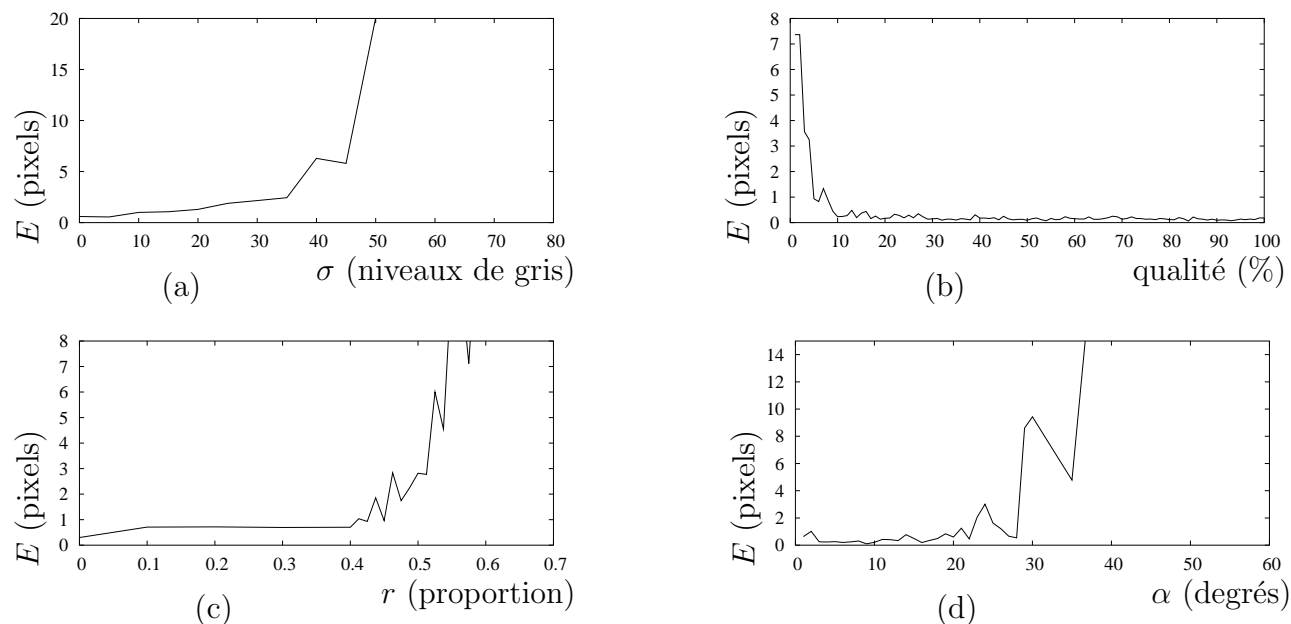 20
15
10
5
0
E (pixels)
0 10 20 30 40 50 60 70 80
σ (niveaux de gris)
(a)
8
7
6
5
4
3
2
1
0
E (pixels)
0 10 20 30 40 50 60 70 80 90 100
qualité (%)
(b)
8
7
6
5
4
3
2
1
0
E (pixels)
0 0.1 0.2 0.3 0.4 0.5 0.6 0.7
r (proportion)
(c)
14
12
10
8
6
4
2
0
E (pixels)
0 10 20 30 40 50 60
α (degrés)
(d)